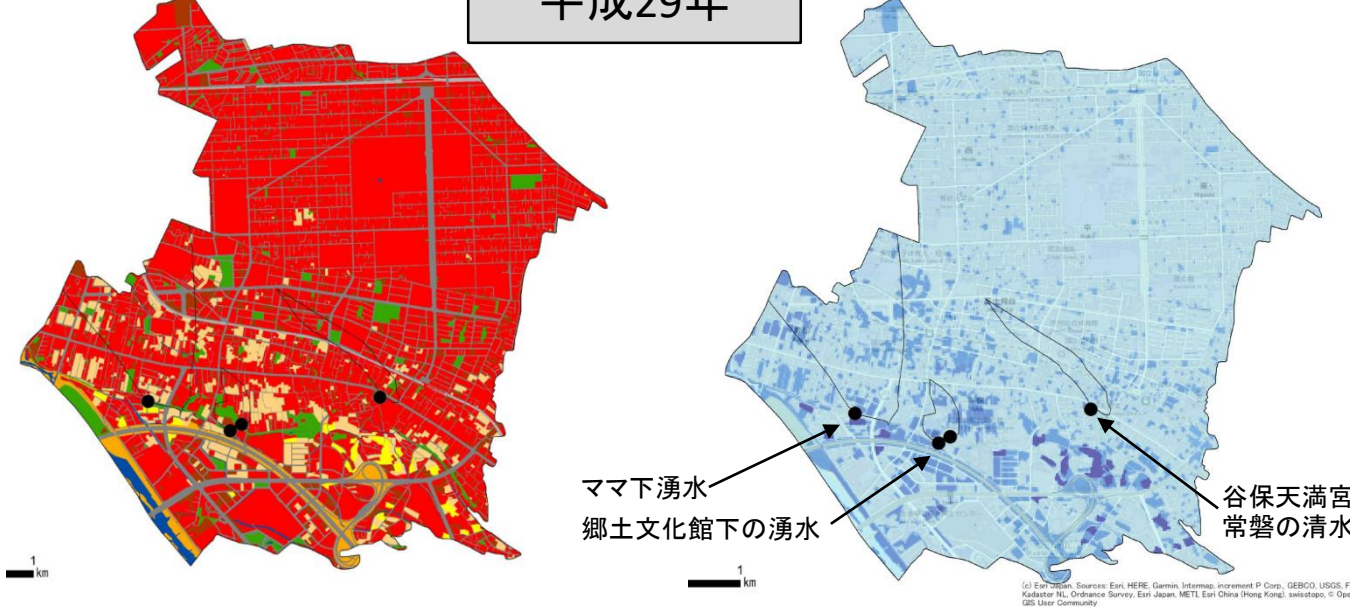 平成29年
ママ下湧水
郷土文化館下の湧水
谷保天満宮
常磐の清水
1
km
1
km
(c) Esri Japan, Sources: Esri, HERE, Garmin, Intermap, increment P Corp., GEBCO, USGS, F
Kadaster NL, Ordnance Survey, Esri Japan, METI, Esri China (Hong Kong), swisstopo, © Ope
GIS User Community